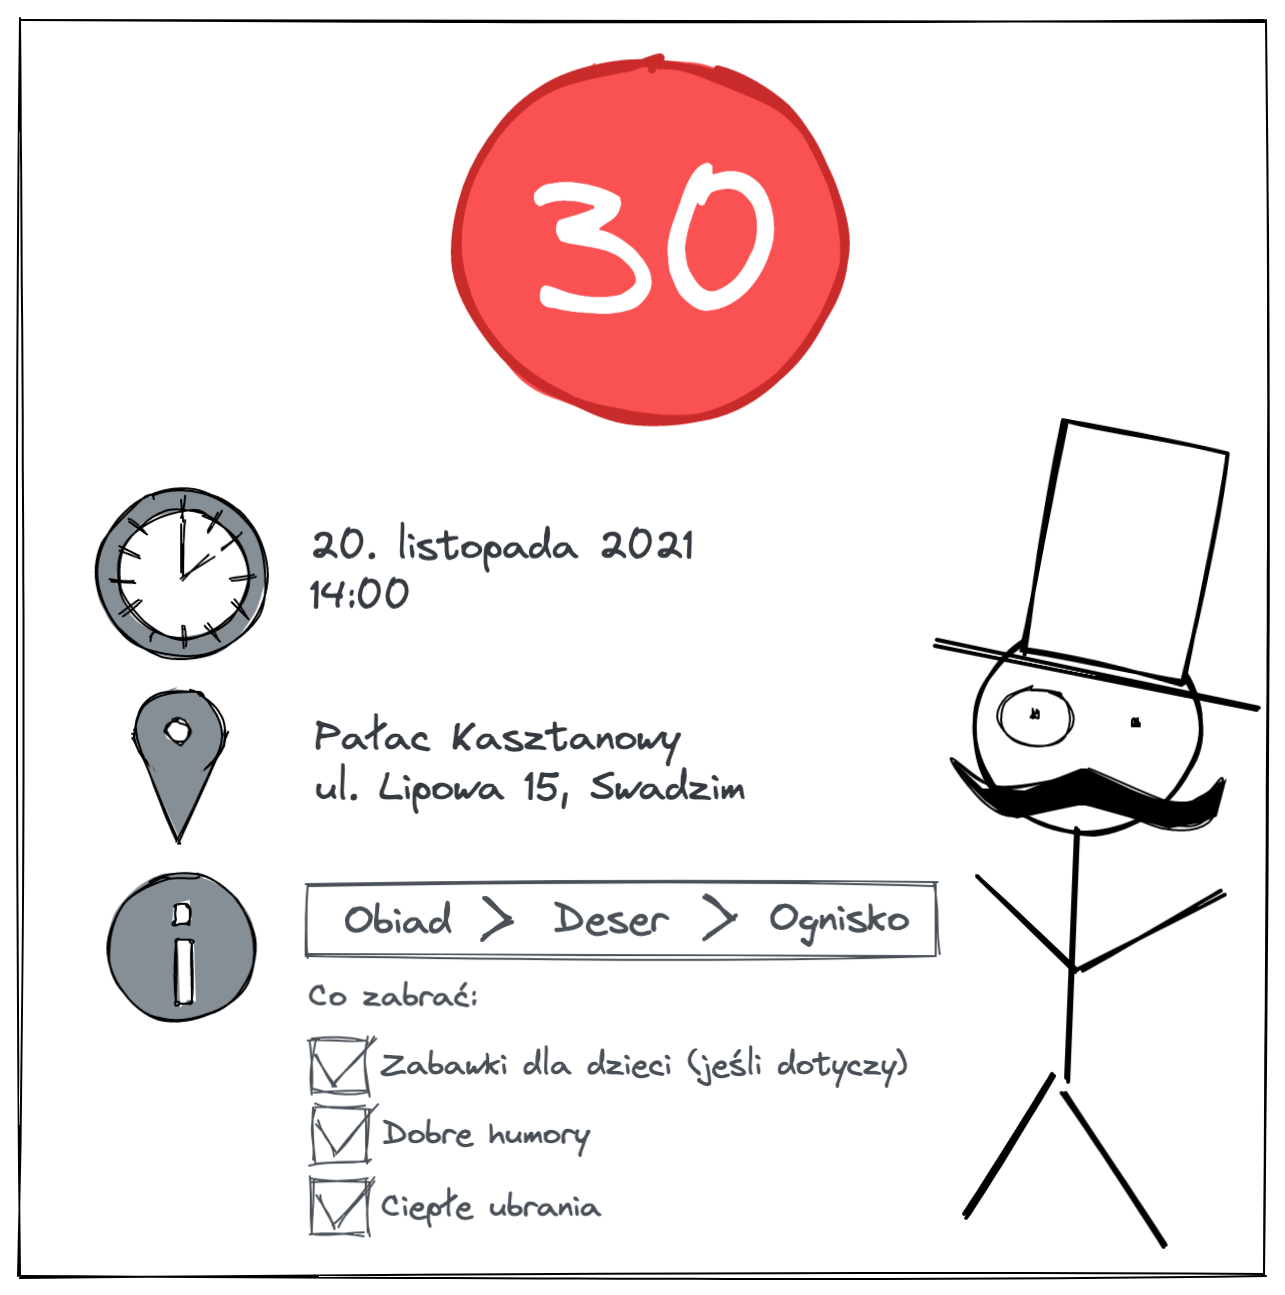 30
20. listopada 2021
14:00
Pałac Kasztanowy
ul. Lipowa 15, Swadzim
Obiad > Deser > Ognisko
Co zabrać:
Zabawki dla dzieci (jeśli dotyczy)
Dobre humory
Ciepłe ubrania